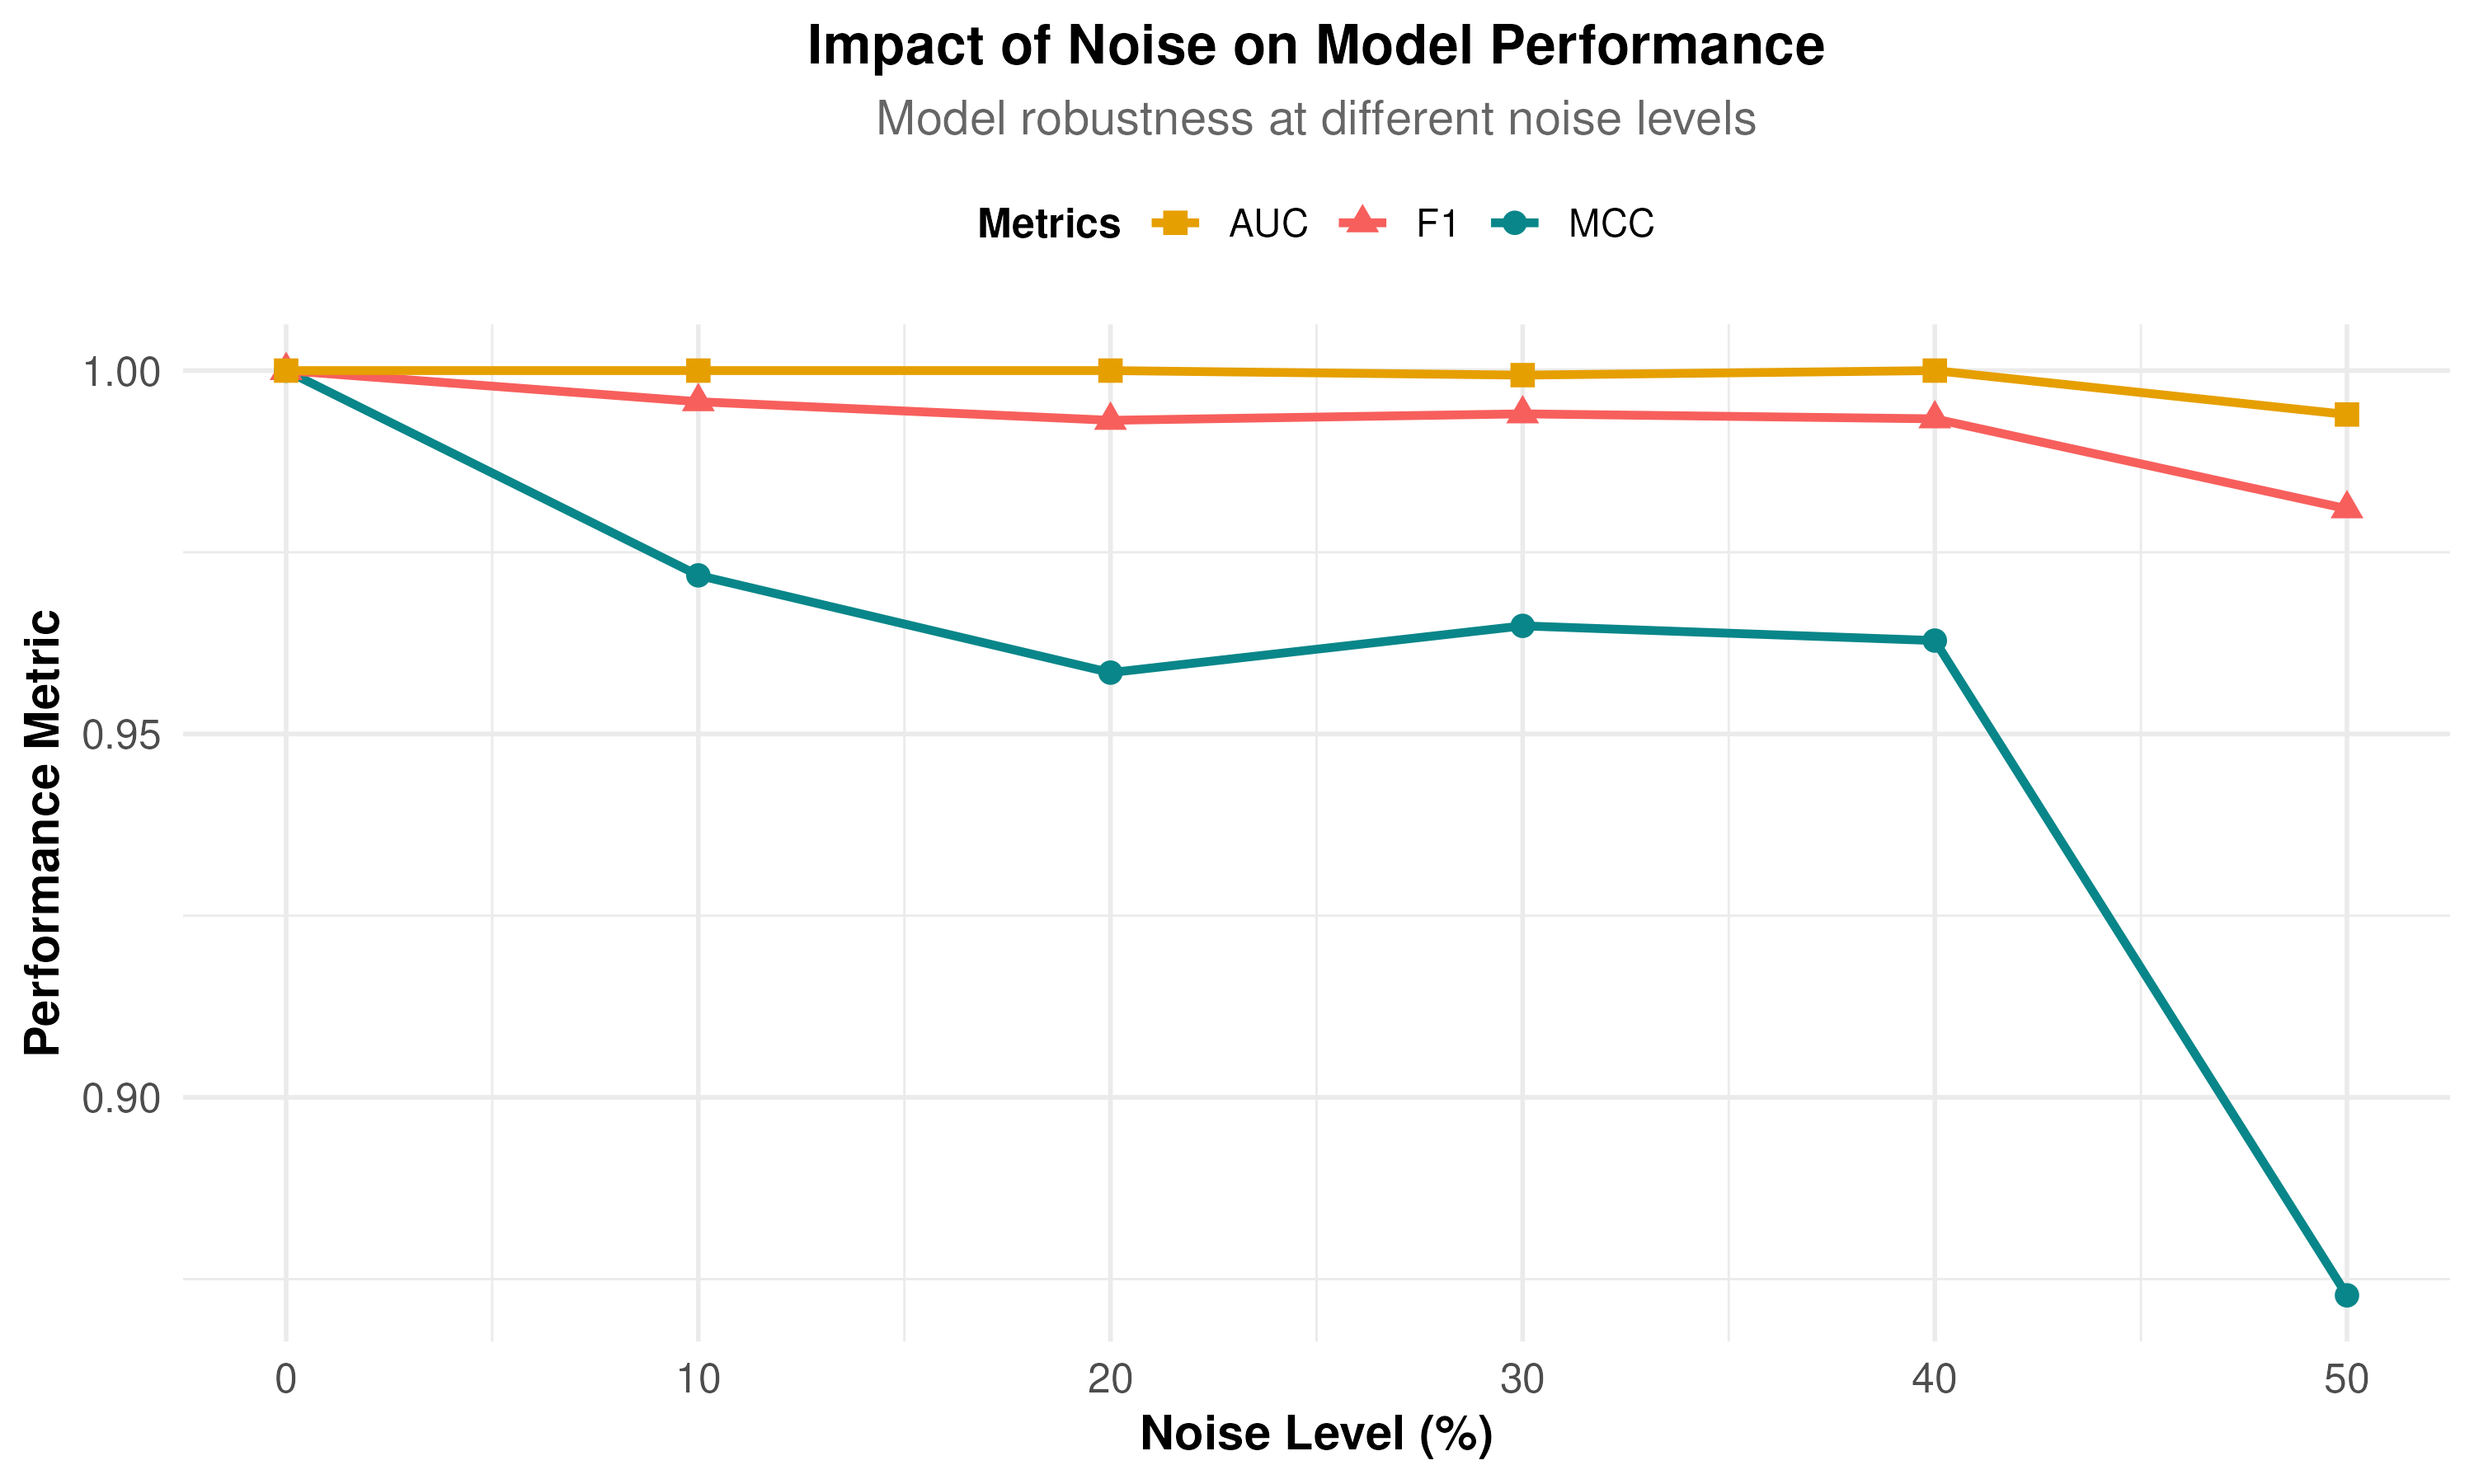 Impact of Noise on Model Performance
Model robustness at different noise levels
Metrics AUC F1 MCC
1.00
0.95
0.90
Performance Metric
0 10 20 30 40 50
Noise Level (%)